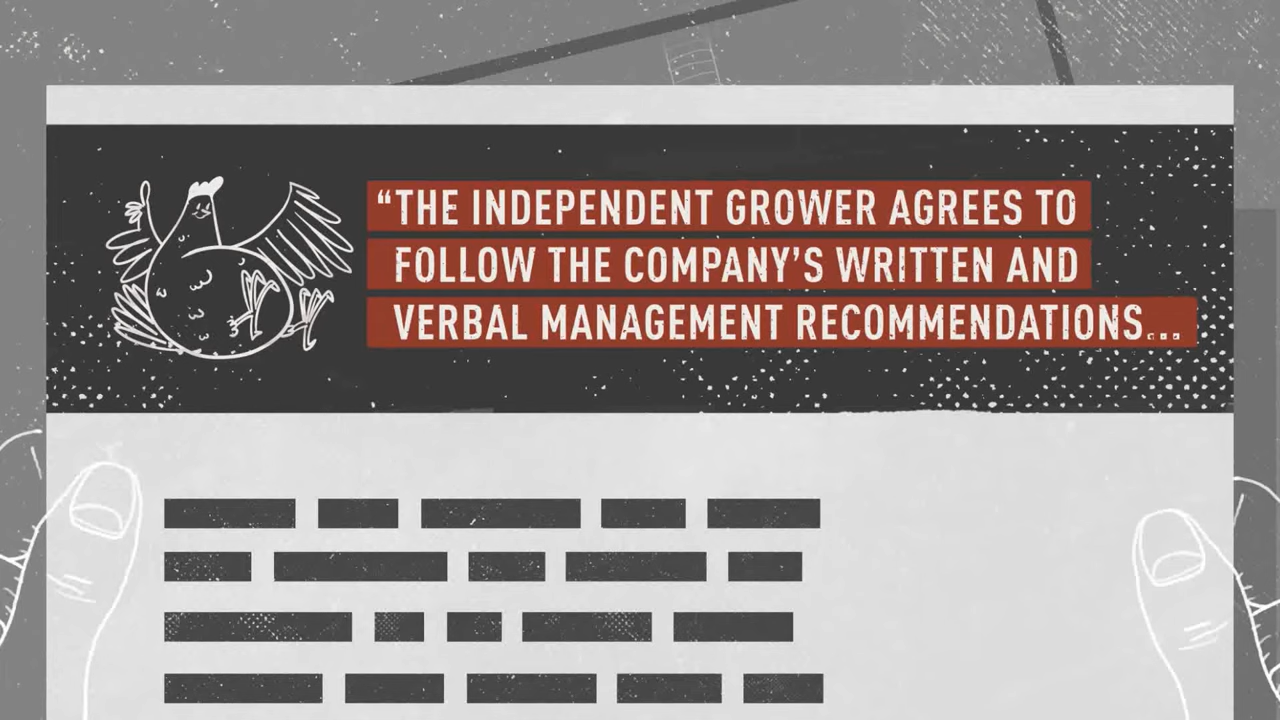 “THE INDEPENDENT GROWER AGREES TO
FOLLOW THE COMPANY’S WRITTEN AND
VERBAL MANAGEMENT RECOMMENDATIONS...